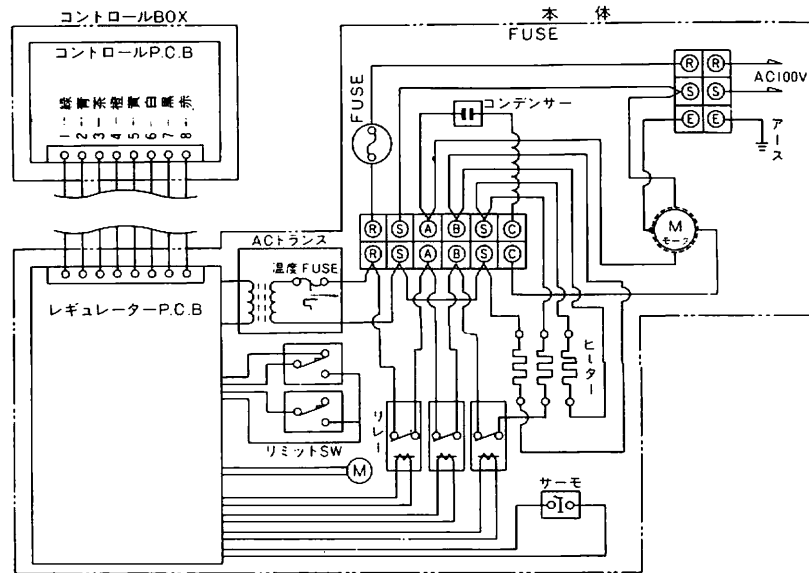 コントロールBOX
コントロールP.C.B
緑 青 茶 橙 黄 白 黒 赤
1 2 3 4 5 6 7 8
本体
FUSE
FUSE
コンデンサー
R R
S S
E E
AC100V
アース
M
モータ
R S A B S C
R S A B S C
ACトランス
温度FUSE
レギュレーターP.C.B
リミットSW
M
リレー
ヒーター
サーモ